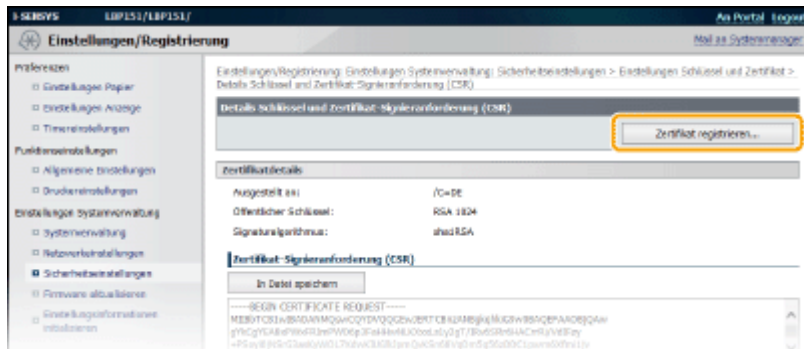 i-SENSYS LBP151/LBP151/ An Portal Logout
Einstellungen/Registrierung Mail an Systemmanager
Präferenzen
Einstellungen Papier
Einstellungen Anzeige
Timereinstellungen
Funktionseinstellungen
Allgemeine Einstellungen
Druckereinstellungen
Einstellungen Systemverwaltung
Systemverwaltung
Netzwerkeinstellungen
Sicherheitseinstellungen
Firmware aktualisieren
Einstellungsinformationen
initialisieren
Einstellungen/Registrierung: Einstellungen Systemverwaltung: Sicherheitseinstellungen > Einstellungen Schlüssel und Zertifikat >
Details Schlüssel und Zertifikat-Signieranforderung (CSR)
Details Schlüssel und Zertifikat-Signieranforderung (CSR)
Zertifikat registrieren...
Zertifikatdetails
Ausgestellt an: /C=DE
Öffentlicher Schlüssel: RSA 1024
Signaturalgorithmus: sha1RSA
Zertifikat-Signieranforderung (CSR)
In Datei speichern
-----BEGIN CERTIFICATE REQUEST-----